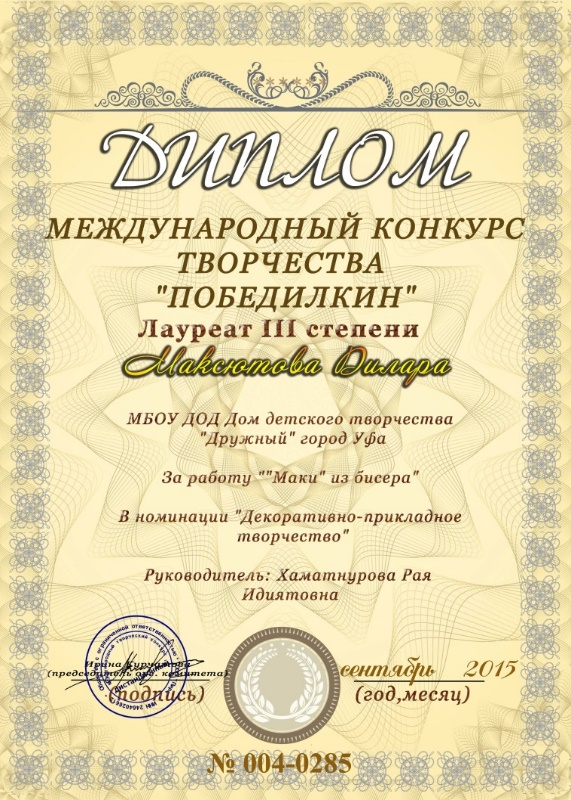 ДИПЛОМ
МЕЖДУНАРОДНЫЙ КОНКУРС
ТВОРЧЕСТВА
"ПОБЕДИЛКИН"
Лауреат III степени
Максютова Дилара
МБОУ ДОД Дом детского творчества
"Дружный" город Уфа
За работу ""Маки" из бисера"
В номинации "Декоративно-прикладное
творчество"
Руководитель: Хаматнурова Рая
Идиятовна
Ирина
(председатель комитета)
(подпись)
сентябрь 2015
(год,месяц)
№ 004-0285